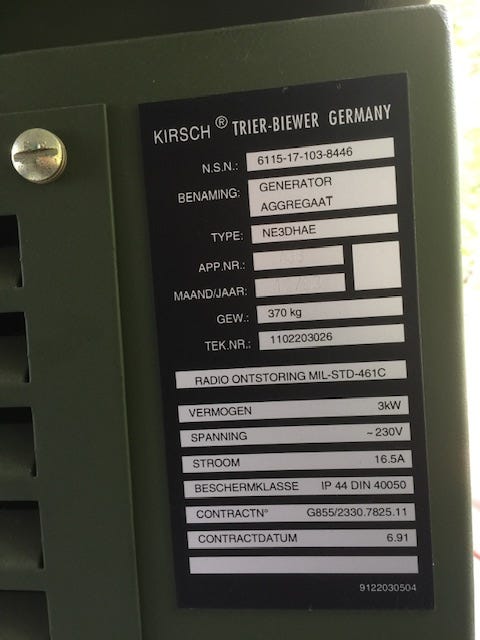 KIRSCH ® TRIER-BIEWER GERMANY
N.S.N.: 6115-17-103-8446
BENAMING: GENERATOR
AGGREGAAT
TYPE: NE3DHAE
APP.NR.:
MAAND/JAAR:
GEW.: 370 kg
TEK.NR.: 1102203026
RADIO ONTSTORING MIL-STD-461C
VERMOGEN 3kW
SPANNING ~230V
STROOM 16.5A
BESCHERMKLASSE IP 44 DIN 40050
CONTRACTN° G855/2330.7825.11
CONTRACTDATUM 6.91
9122030504